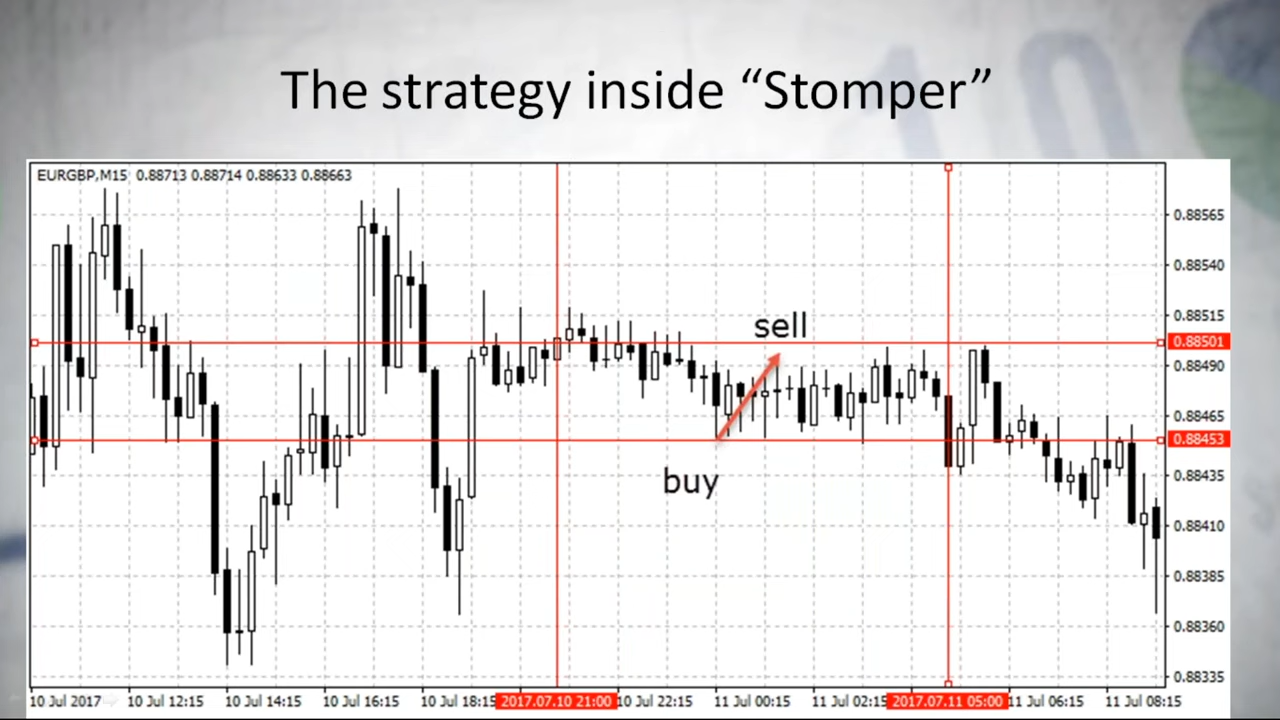 The strategy inside “Stomper”
EURGBP,M15 0.88713 0.88714 0.88633 0.88663
0.88565
0.88540
sell
0.88515
0.88501
0.88490
0.88465
0.88453
buy
0.88435
0.88410
0.88385
0.88360
0.88335
10 Jul 2017 10 Jul 12:15 10 Jul 14:15 10 Jul 16:15 10 Jul 18:15 2017.07.10 21:00 10 Jul 22:15 11 Jul 00:15 11 Jul 02:15 2017.07.11 05:00 11 Jul 06:15 11 Jul 08:15